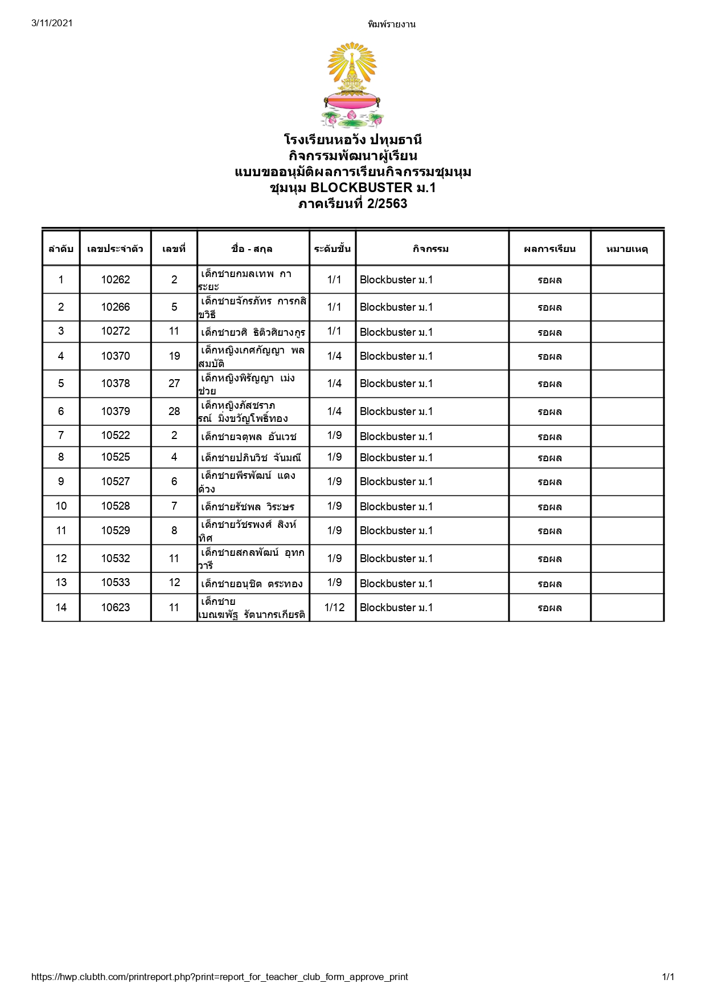 3/11/2021 พิมพ์รายงาน
โรงเรียนหอวัง ปทุมธานี
กิจกรรมพัฒนาผู้เรียน
แบบขออนุมัติผลการเรียนกิจกรรมชุมนุม
ชุมนุม BLOCKBUSTER ม.1
ภาคเรียนที่ 2/2563
ลำดับ เลขประจำตัว เลขที่ ชื่อ - สกุล ระดับชั้น กิจกรรม ผลการเรียน หมายเหตุ
1 10262 2 เด็กชายกมลเทพ กา 1/1 Blockbuster ม.1 รอผล
ระยะ
2 10266 5 เด็กชายจักรภัทร การกสิ 1/1 Blockbuster ม.1 รอผล
ขวิธี
3 10272 11 เด็กชายวศิ ธิติวศิยางกูร 1/1 Blockbuster ม.1 รอผล
4 10370 19 เด็กหญิงเกศกัญญา พล 1/4 Blockbuster ม.1 รอผล
สมบัติ
5 10378 27 เด็กหญิงพิรัญญา เม่ง 1/4 Blockbuster ม.1 รอผล
ช่วย
6 10379 28 เด็กหญิงภัสชราภ 1/4 Blockbuster ม.1 รอผล
รณ์ มิ่งขวัญโพธิ์ทอง
7 10522 2 เด็กชายจตุพล อันเวช 1/9 Blockbuster ม.1 รอผล
8 10525 4 เด็กชายปภินวิช จันมณี 1/9 Blockbuster ม.1 รอผล
9 10527 6 เด็กชายพีรพัฒน์ แดง 1/9 Blockbuster ม.1 รอผล
ด้วง
10 10528 7 เด็กชายรัชพล วิระษร 1/9 Blockbuster ม.1 รอผล
11 10529 8 เด็กชายวัชรพงศ์ สิงห์ 1/9 Blockbuster ม.1 รอผล
ทิศ
12 10532 11 เด็กชายสกลพัฒน์ อุทก 1/9 Blockbuster ม.1 รอผล
วารี
13 10533 12 เด็กชายอนุชิต ตระทอง 1/9 Blockbuster ม.1 รอผล
14 10623 11 เด็กชาย 1/12 Blockbuster ม.1 รอผล
เบณฆพัฐ รัตนากรเกียรติ
https://hwp.clubth.com/printreport.php?print=report_for_teacher_club_form_approve_print 1/1